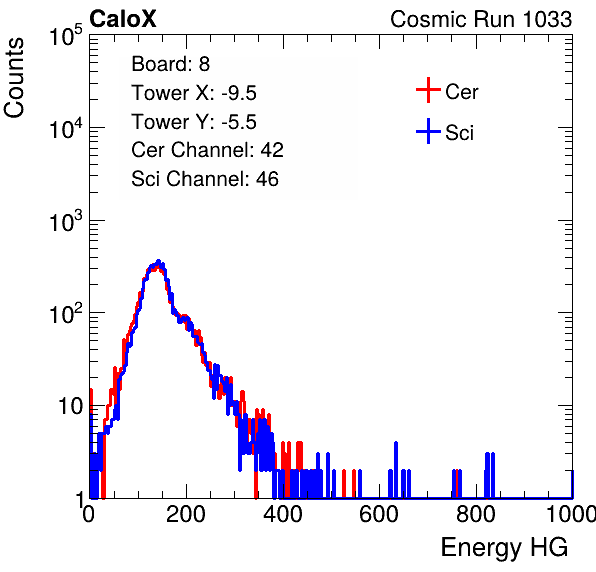 CaloX Cosmic Run 1033
Counts
10^5
10^4
10^3
10^2
10
1
Board: 8
Tower X: -9.5
Tower Y: -5.5
Cer Channel: 42
Sci Channel: 46
Cer
Sci
0 200 400 600 800 1000
Energy HG